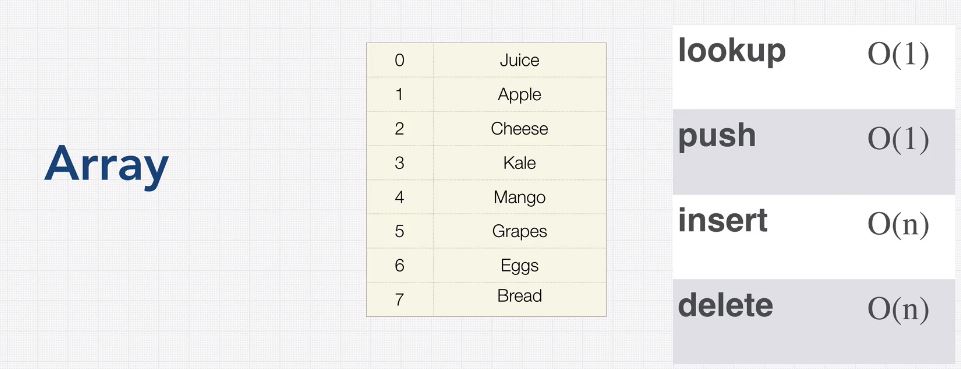 Array
0 Juice
1 Apple
2 Cheese
3 Kale
4 Mango
5 Grapes
6 Eggs
7 Bread
lookup O(1)
push O(1)
insert O(n)
delete O(n)